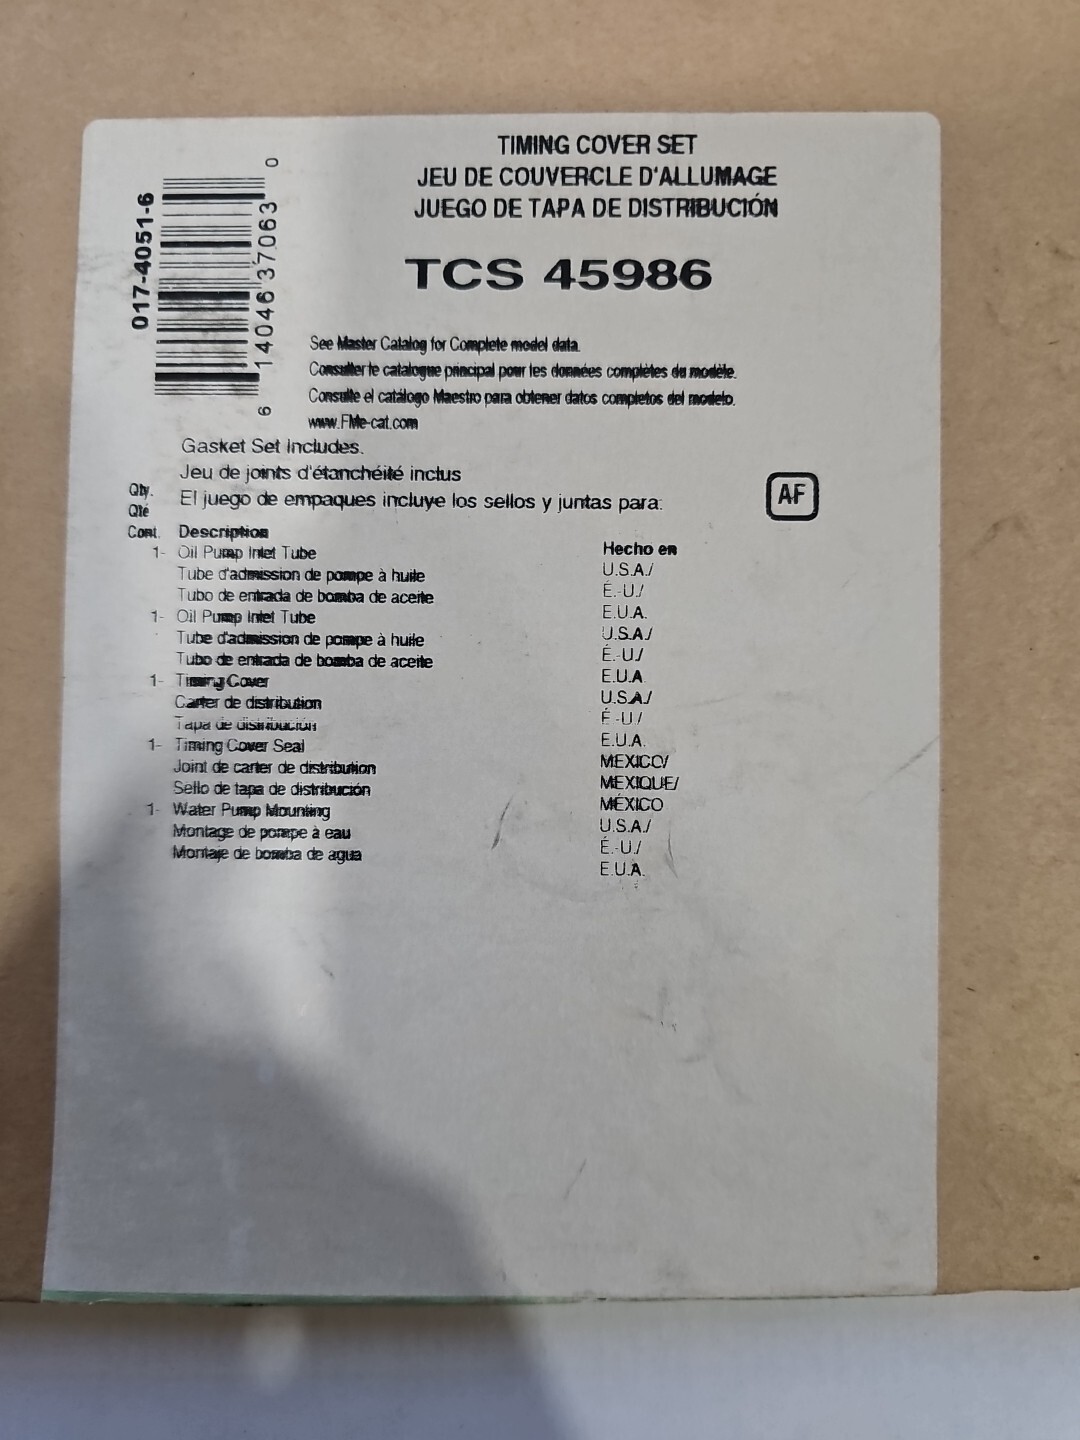 TIMING COVER SET
JEU DE COUVERCLE D'ALLUMAGE
JUEGO DE TAPA DE DISTRIBUCIÓN
017-4051-6
6 14046 37063 0
TCS 45986
See Master Catalog for Complete model data.
Consulter le catalogue principal pour les données complètes du modèle.
Consulte el catálogo Maestro para obtener datos completos del modelo.
www.FMe-cat.com
Gasket Set Includes.
Jeu de joints d'étanchéité inclus
El juego de empaques incluye los sellos y juntas para:
AF
Qty.
Qté
Cont. Description
Hecho en
1- Oil Pump Inlet Tube
U.S.A./
Tube d'admission de pompe à huile
É.-U./
Tubo de entrada de bomba de aceite
E.U.A.
1- Oil Pump Inlet Tube
U.S.A./
Tube d'admission de pompe à huile
É.-U./
Tubo de entrada de bomba de aceite
E.U.A.
1- Timing Cover
U.S.A./
Carter de distribution
É.-U./
Tapa de distribución
E.U.A.
1- Timing Cover Seal
MEXICO/
Joint de carter de distribution
MEXIQUE/
Sello de tapa de distribución
MÉXICO
1- Water Pump Mounting
U.S.A./
Montage de pompe à eau
É.-U./
Montaje de bomba de agua
E.U.A.